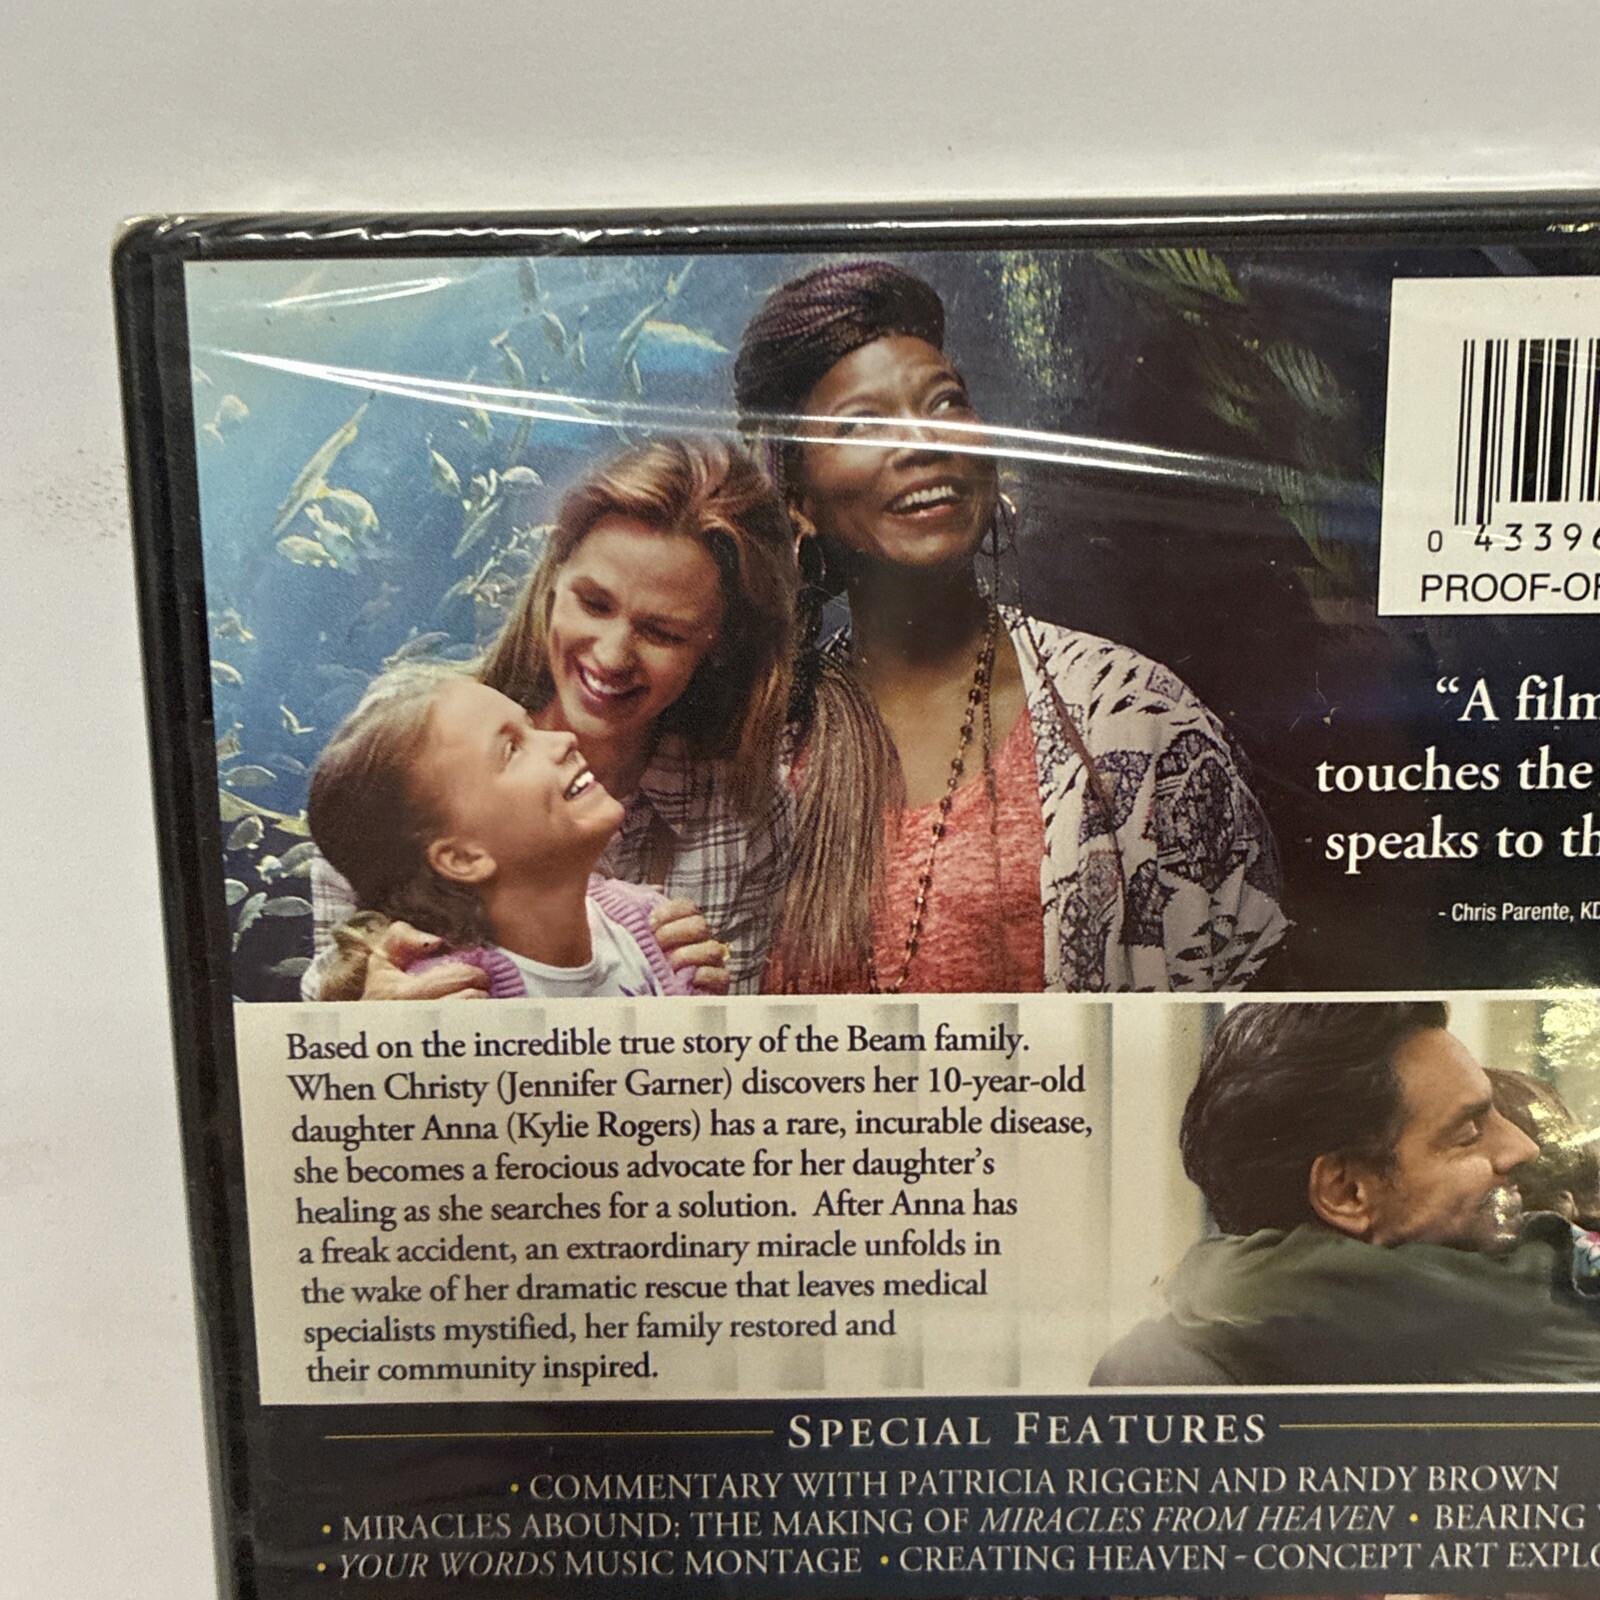 0 43396
PROOF-OF
“A film
touches the
speaks to th
- Chris Parente, KD
Based on the incredible true story of the Beam family.
When Christy (Jennifer Garner) discovers her 10-year-old
daughter Anna (Kylie Rogers) has a rare, incurable disease,
she becomes a ferocious advocate for her daughter’s
healing as she searches for a solution.  After Anna has
a freak accident, an extraordinary miracle unfolds in
the wake of her dramatic rescue that leaves medical
specialists mystified, her family restored and
their community inspired.
SPECIAL FEATURES
• COMMENTARY WITH PATRICIA RIGGEN AND RANDY BROWN
• MIRACLES ABOUND: THE MAKING OF MIRACLES FROM HEAVEN • BEARING
• YOUR WORDS MUSIC MONTAGE • CREATING HEAVEN - CONCEPT ART EXPLO